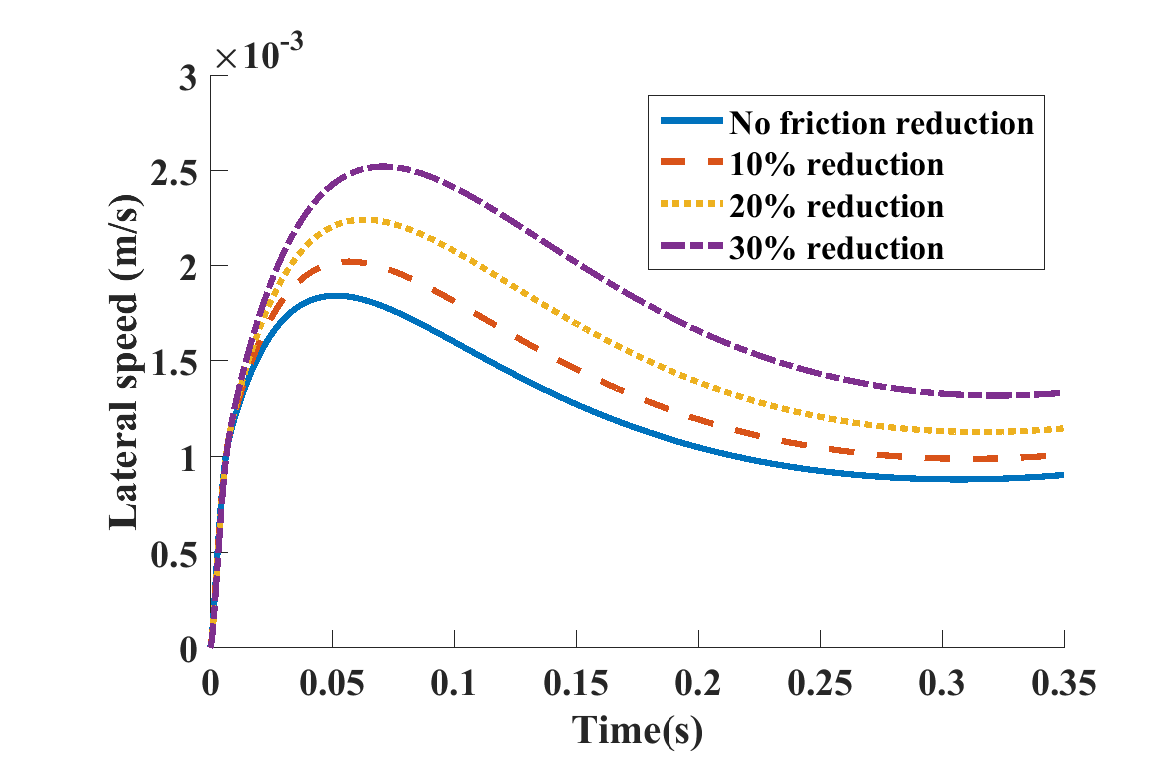 ×10-3
3
2.5
2
1.5
1
0.5
0
Lateral speed (m/s)
No friction reduction
10% reduction
20% reduction
30% reduction
0 0.05 0.1 0.15 0.2 0.25 0.3 0.35
Time(s)